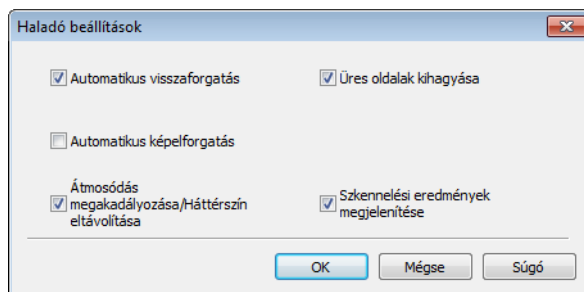 Haladó beállítások
Automatikus visszaforgatás
Üres oldalak kihagyása
Automatikus képelforgatás
Átmosódás
megakadályozása/Háttérszín
eltávolítása
Szkennelési eredmények
megjelenítése
OK
Mégse
Súgó